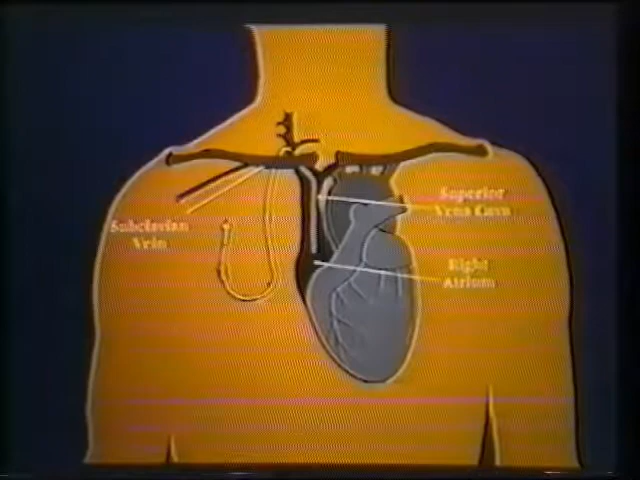 Subclavian
Vein
Superior
Vena Cava
Right
Atrium